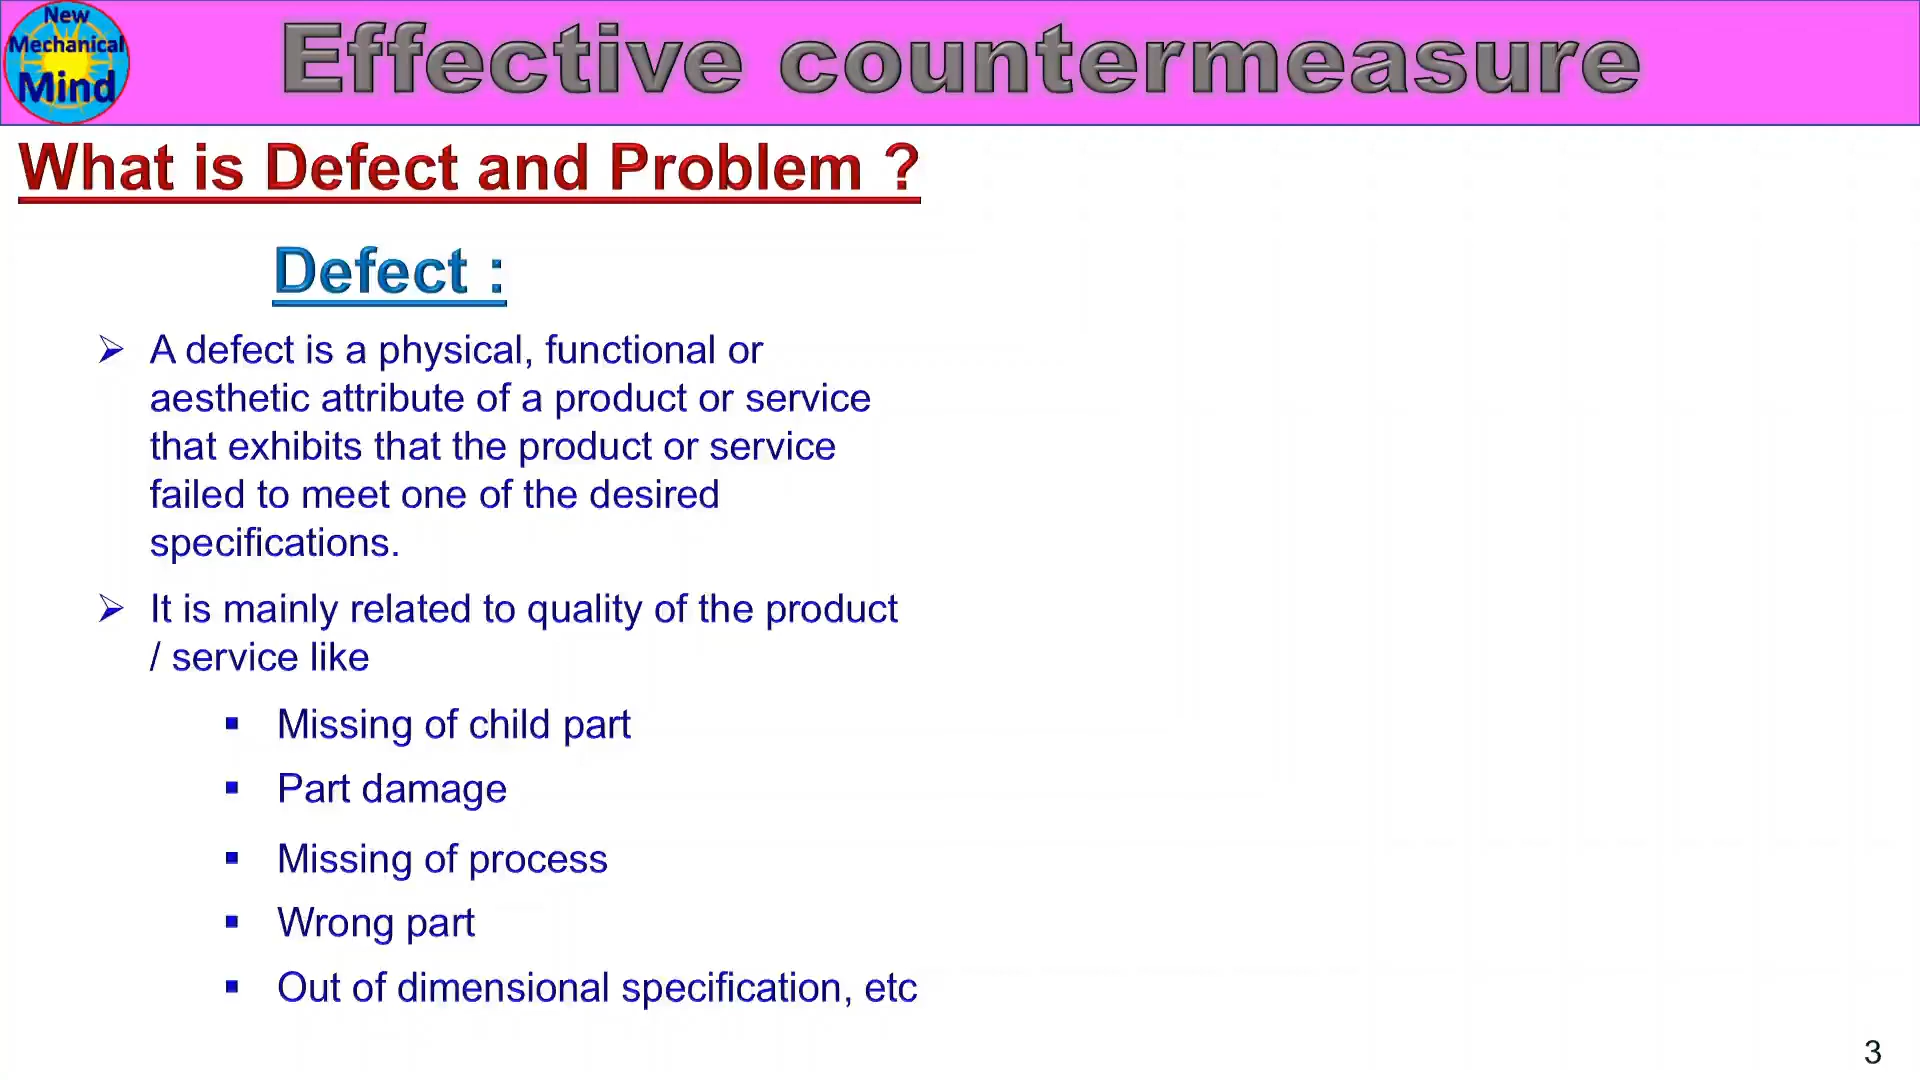 New
Mechanical
Mind
Effective countermeasure
What is Defect and Problem ?
Defect :
➢ A defect is a physical, functional or
aesthetic attribute of a product or service
that exhibits that the product or service
failed to meet one of the desired
specifications.
➢ It is mainly related to quality of the product
/ service like
▪ Missing of child part
▪ Part damage
▪ Missing of process
▪ Wrong part
▪ Out of dimensional specification, etc
3